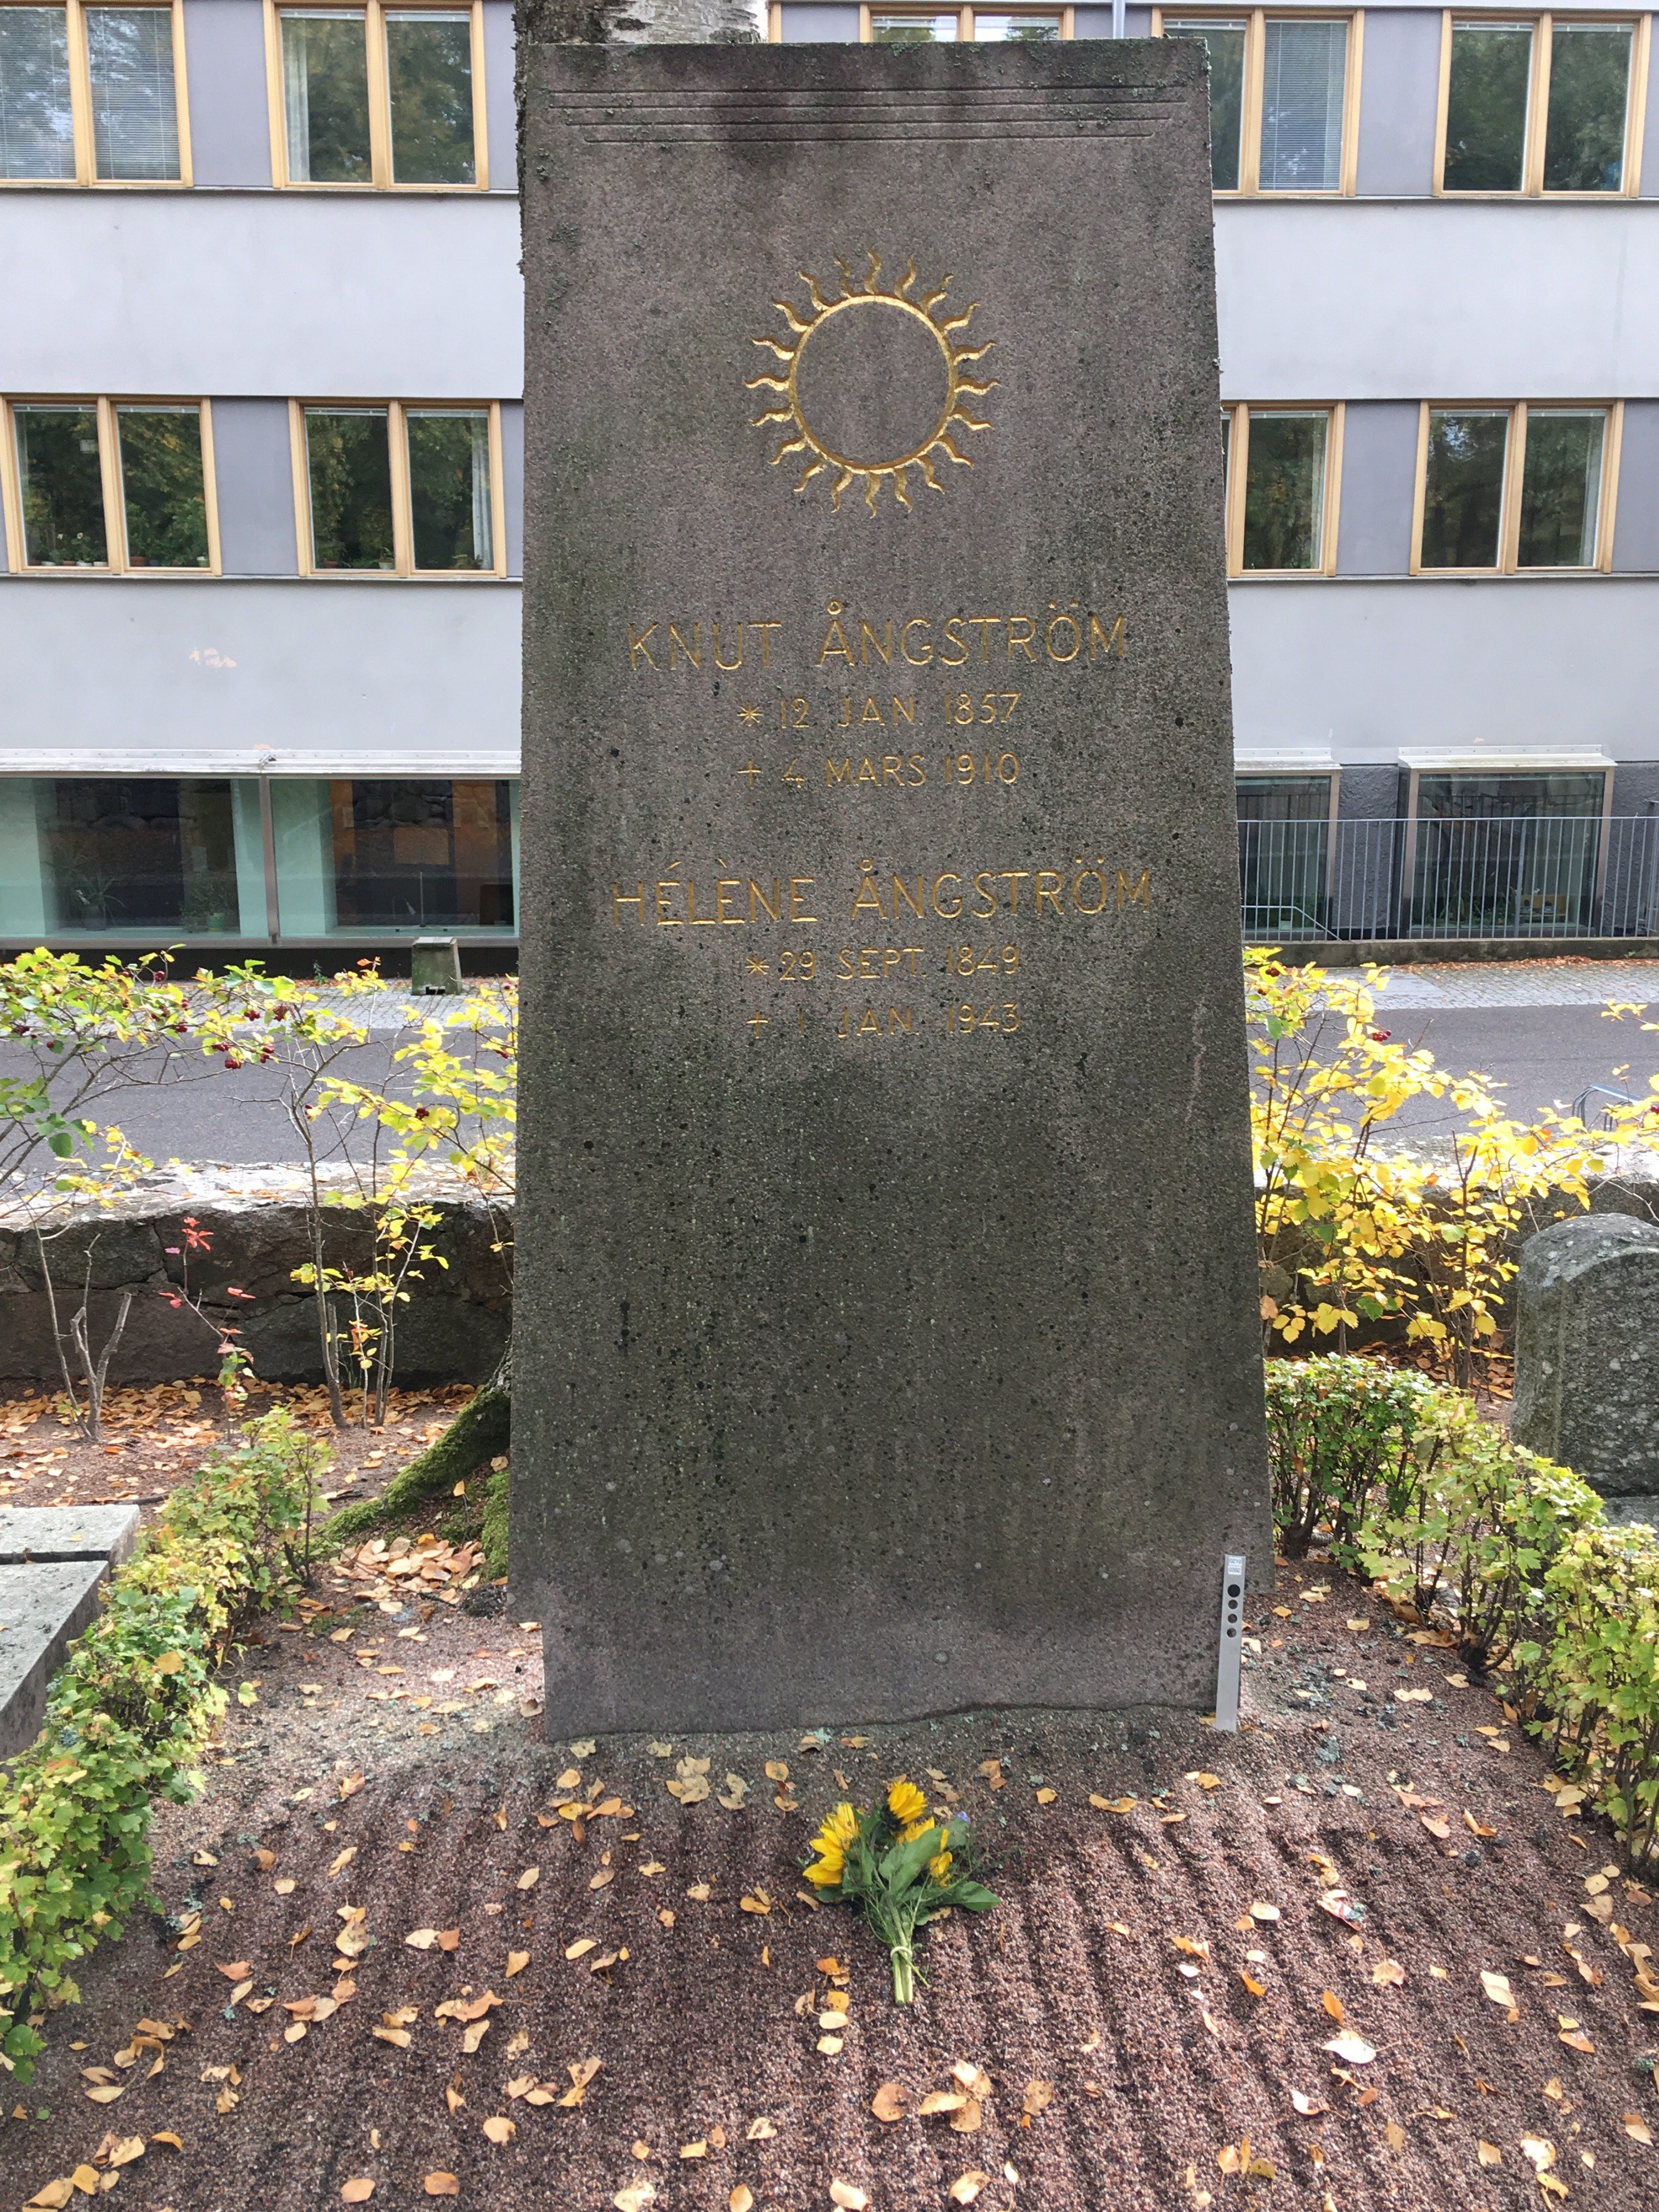 KNUT ÅNGSTRÖM
* 12 JAN. 1857
+ 4 MARS 1910
HÉLÈNE ÅNGSTRÖM
* 29 SEPT. 1849
+ 1 JAN. 1943